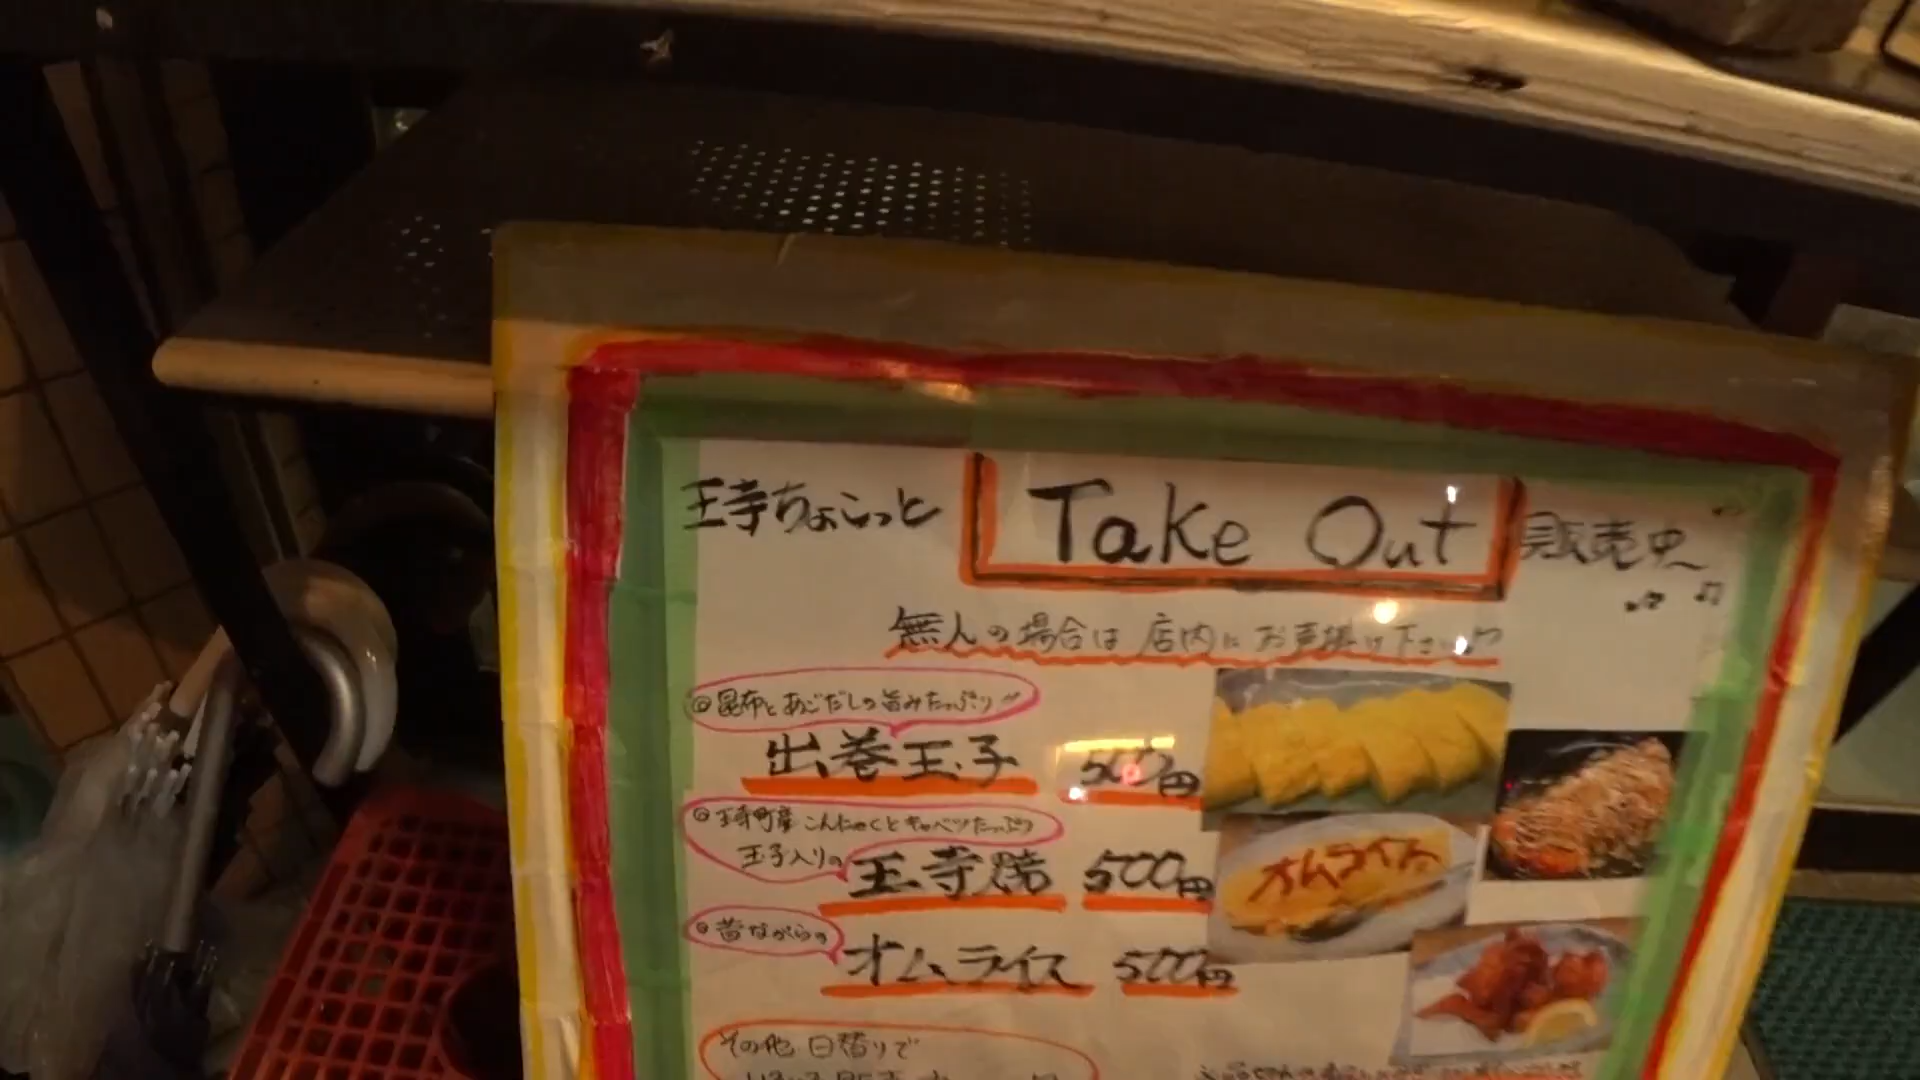 王寺ちょこっと Take Out 販売中～
無人の場合は店内にお声掛け下さい
◎昆布とあごだしの旨みたっぷり
出巻玉子 500円
◎王寺町産こんにゃくとキャベツたっぷり
玉子入りの
王寺焼 500円
◎昔ながらの
オムライス 500円
オムライス
その他 日替りで